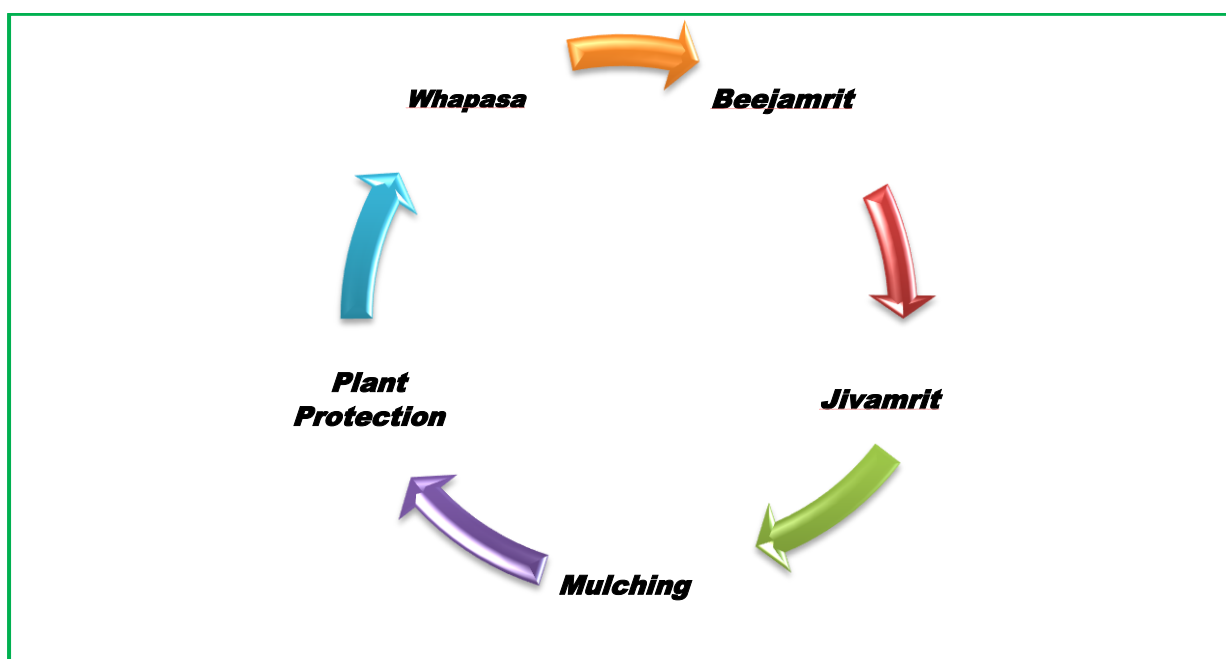 Whapasa
Beejamrit
Plant
Protection
Jivamrit
Mulching